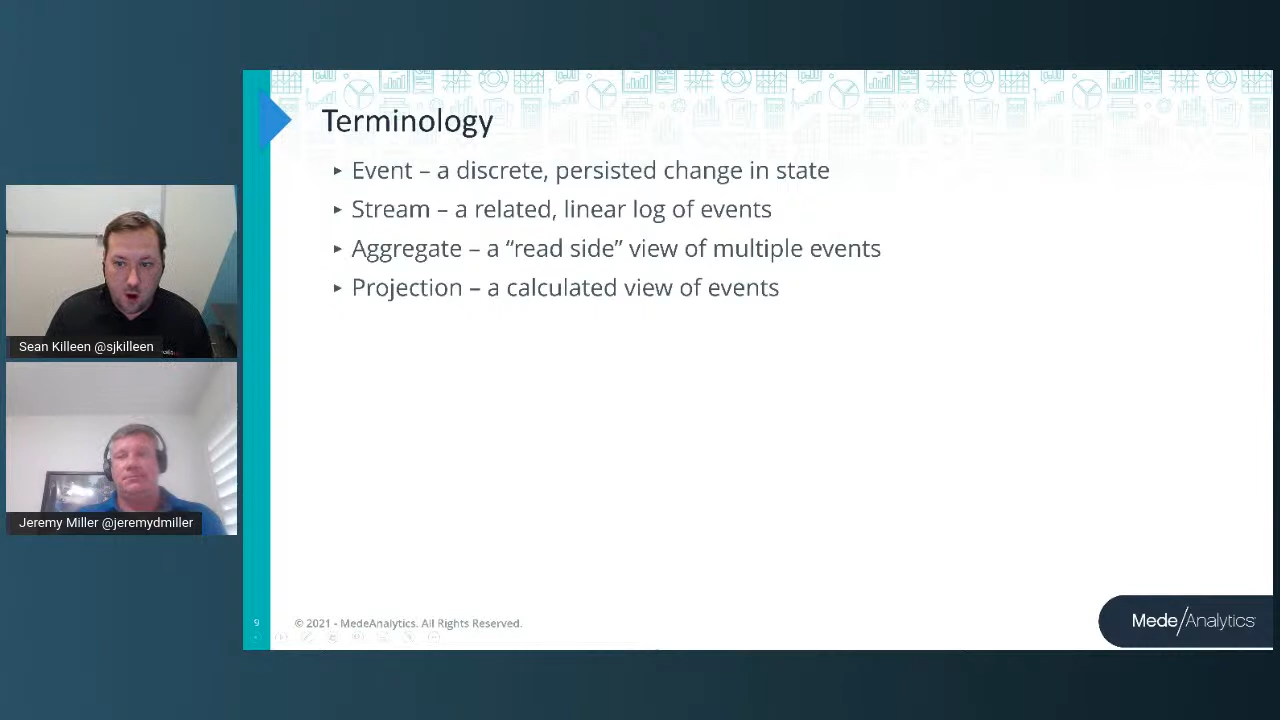 Terminology
▸ Event – a discrete, persisted change in state
▸ Stream – a related, linear log of events
▸ Aggregate – a “read side” view of multiple events
▸ Projection – a calculated view of events
Sean Killeen @sjkilleen
Jeremy Miller @jeremydmiller
9
© 2021 - MedeAnalytics. All Rights Reserved.
Mede/Analytics